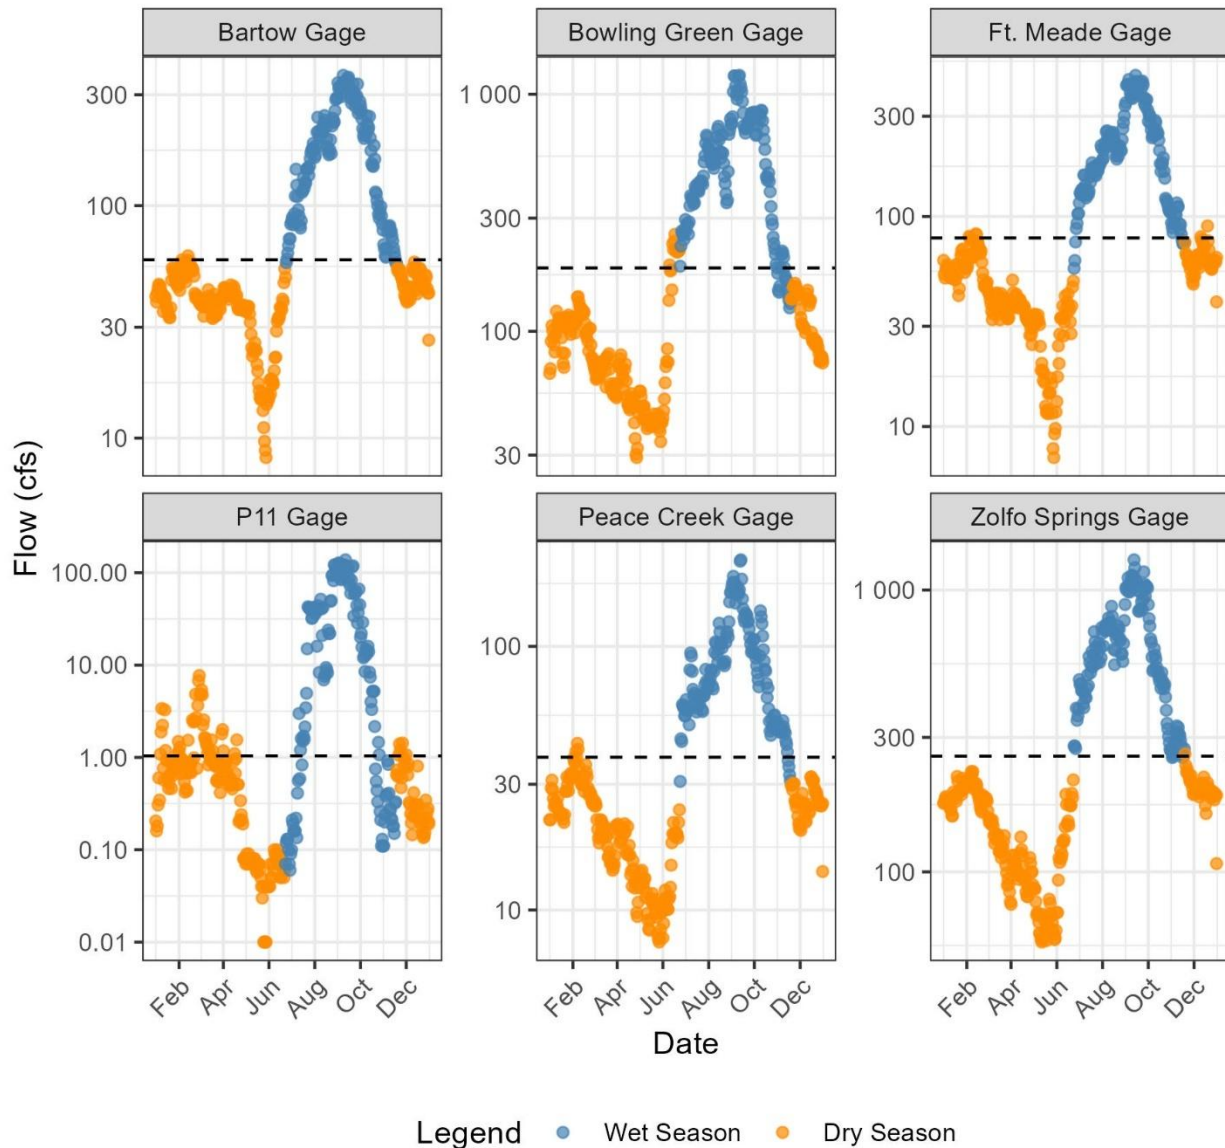 Bartow Gage
Bowling Green Gage
Ft. Meade Gage
300
100
30
10
1 000
300
100
30
300
100
30
10
Flow (cfs)
P11 Gage
Peace Creek Gage
Zolfo Springs Gage
100.00
10.00
1.00
0.10
0.01
100
30
10
1 000
300
100
Feb Apr Jun Aug Oct Dec
Feb Apr Jun Aug Oct Dec
Feb Apr Jun Aug Oct Dec
Date
Legend Wet Season Dry Season